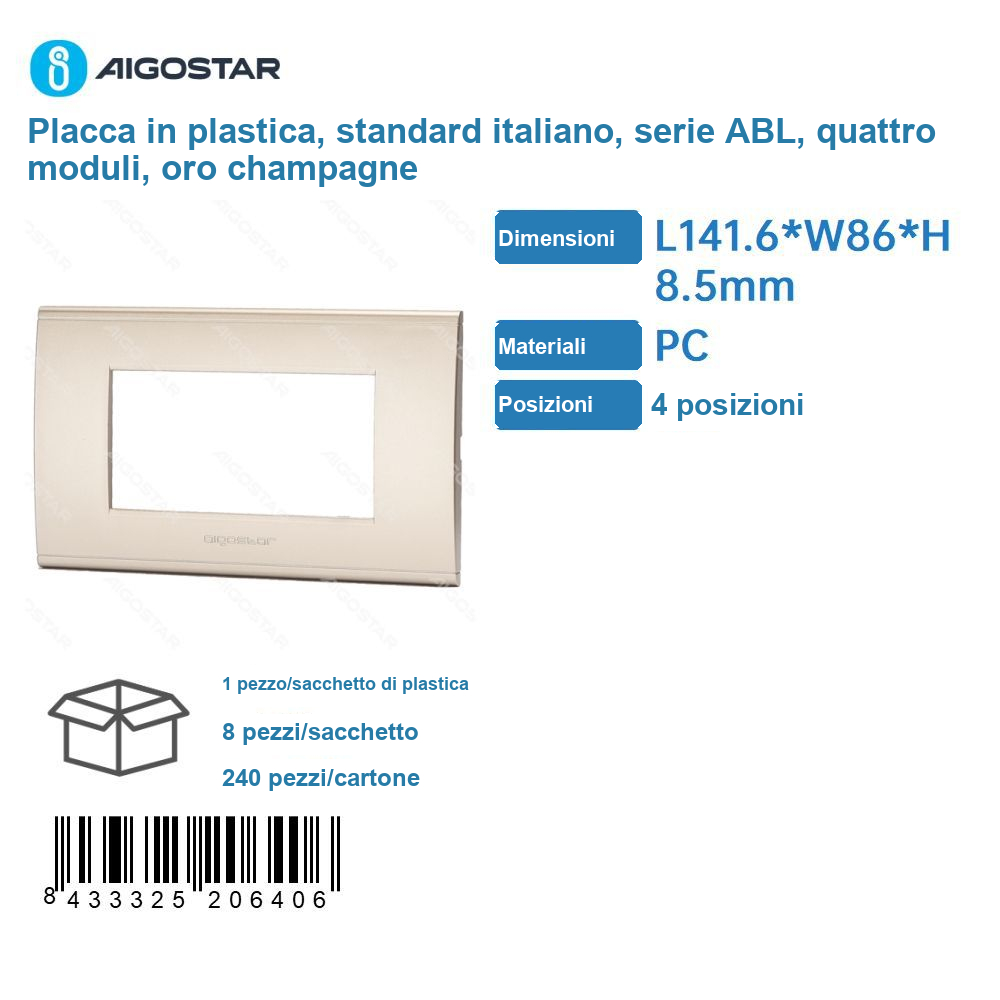 AIGOSTAR
Placca in plastica, standard italiano, serie ABL, quattro
moduli, oro champagne
Dimensioni
L141.6*W86*H
8.5mm
Materiali
PC
Posizioni
4 posizioni
AIGOSTAR
1 pezzo/sacchetto di plastica
8 pezzi/sacchetto
240 pezzi/cartone
8 433325 206406